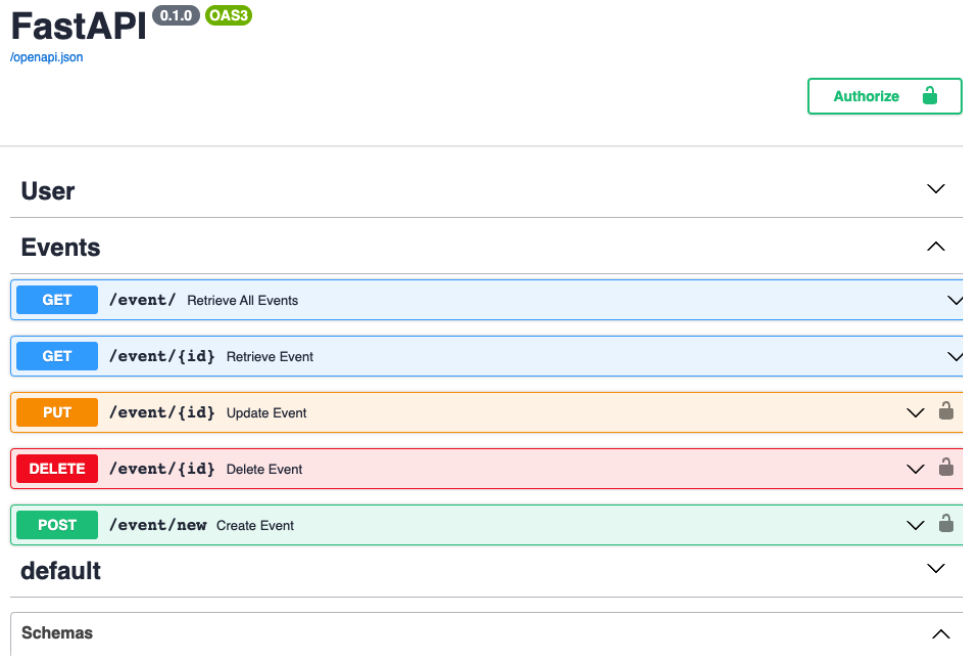 FastAPI 0.1.0 OAS3
/openapi.json
Authorize
User
Events
GET /event/ Retrieve All Events
GET /event/{id} Retrieve Event
PUT /event/{id} Update Event
DELETE /event/{id} Delete Event
POST /event/new Create Event
default
Schemas